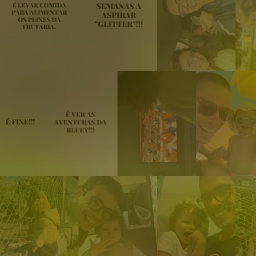 É LEVAR COMIDA
PARA ALIMENTAR
OS PEIXES DA
FRUTARIA.
SEMANAS A
ASPIRAR
"GLITTER"!!!
É FIXE!!!
É VER AS
AVENTURAS DA
BLUEY!!!